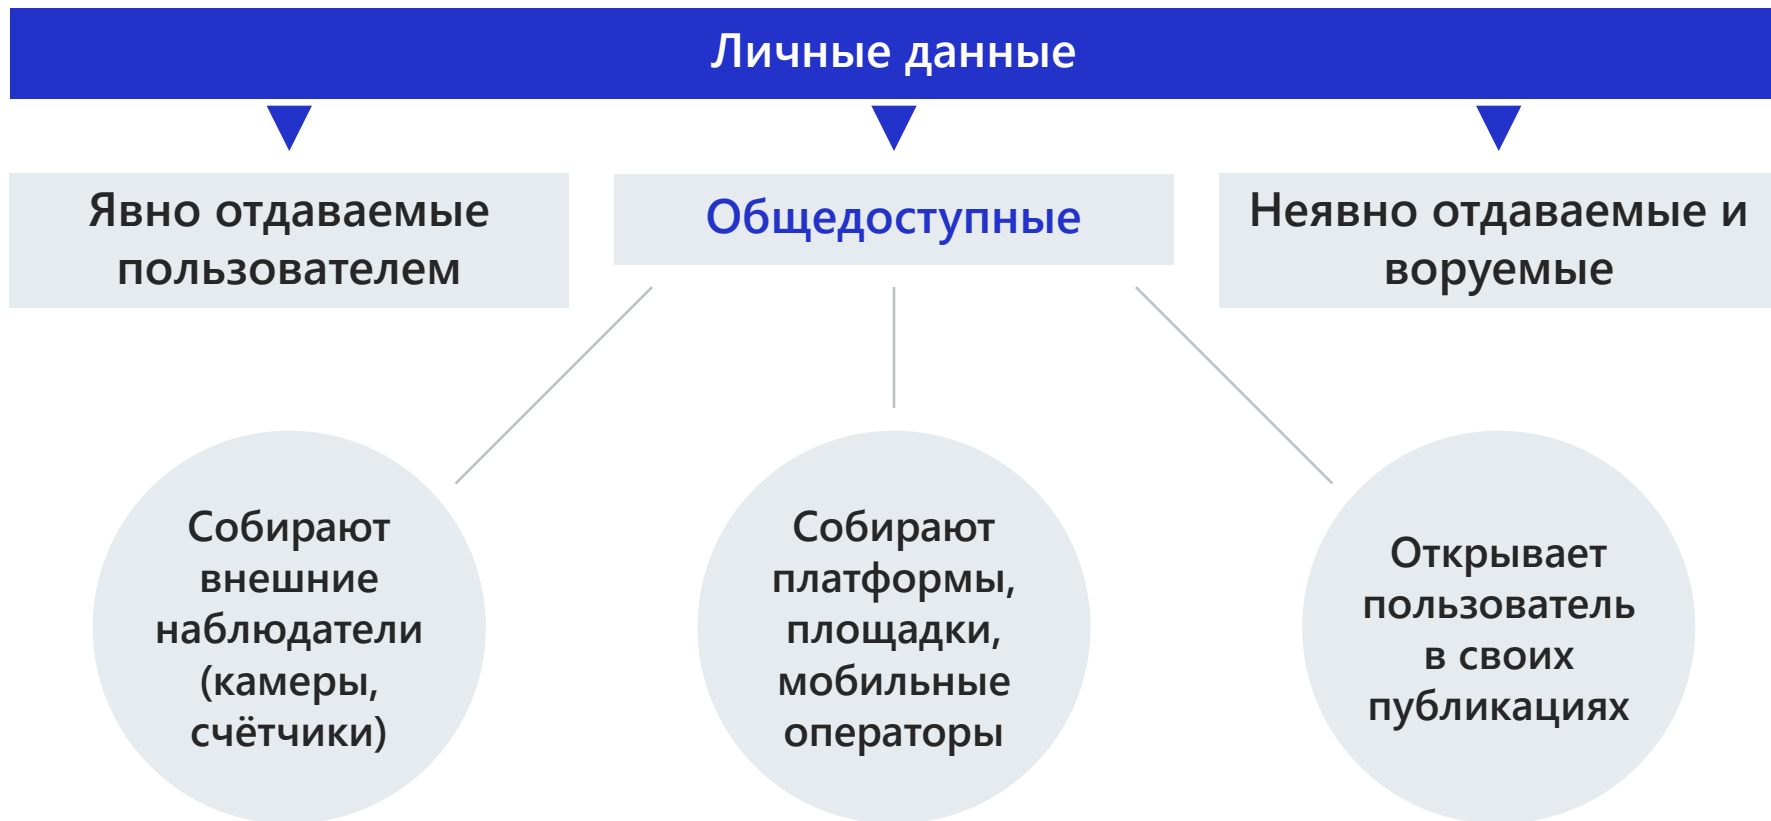 Личные данные
Явно отдаваемые
пользователем
Общедоступные
Неявно отдаваемые и
воруемые
Собирают
внешние
наблюдатели
(камеры,
счётчики)
Собирают
платформы,
площадки,
мобильные
операторы
Открывает
пользователь
в своих
публикациях